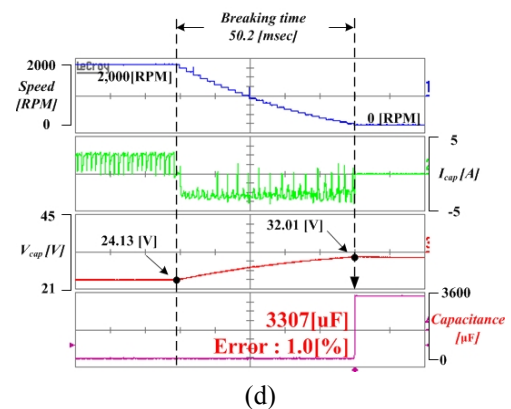 Breaking time
50.2 [msec]
2000
Speed
[RPM]
0
LeCroy
2,000[RPM]
0 [RPM]
1
5
I_cap [A]
-5
45
V_cap [V]
21
24.13 [V]
32.01 [V]
3600
Capacitance
[μF]
0
3307[uF]
Error : 1.0[%]
(d)